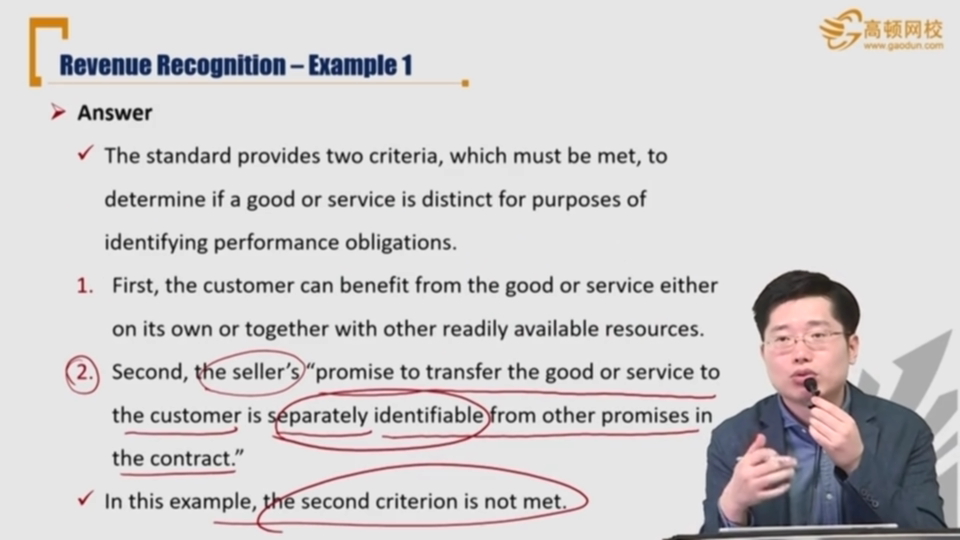 高顿网校
www.gaodun.com
Revenue Recognition – Example 1
Answer
The standard provides two criteria, which must be met, to
determine if a good or service is distinct for purposes of
identifying performance obligations.
1. First, the customer can benefit from the good or service either
on its own or together with other readily available resources.
2. Second, the seller's “promise to transfer the good or service to
the customer is separately identifiable from other promises in
the contract.”
In this example, the second criterion is not met.